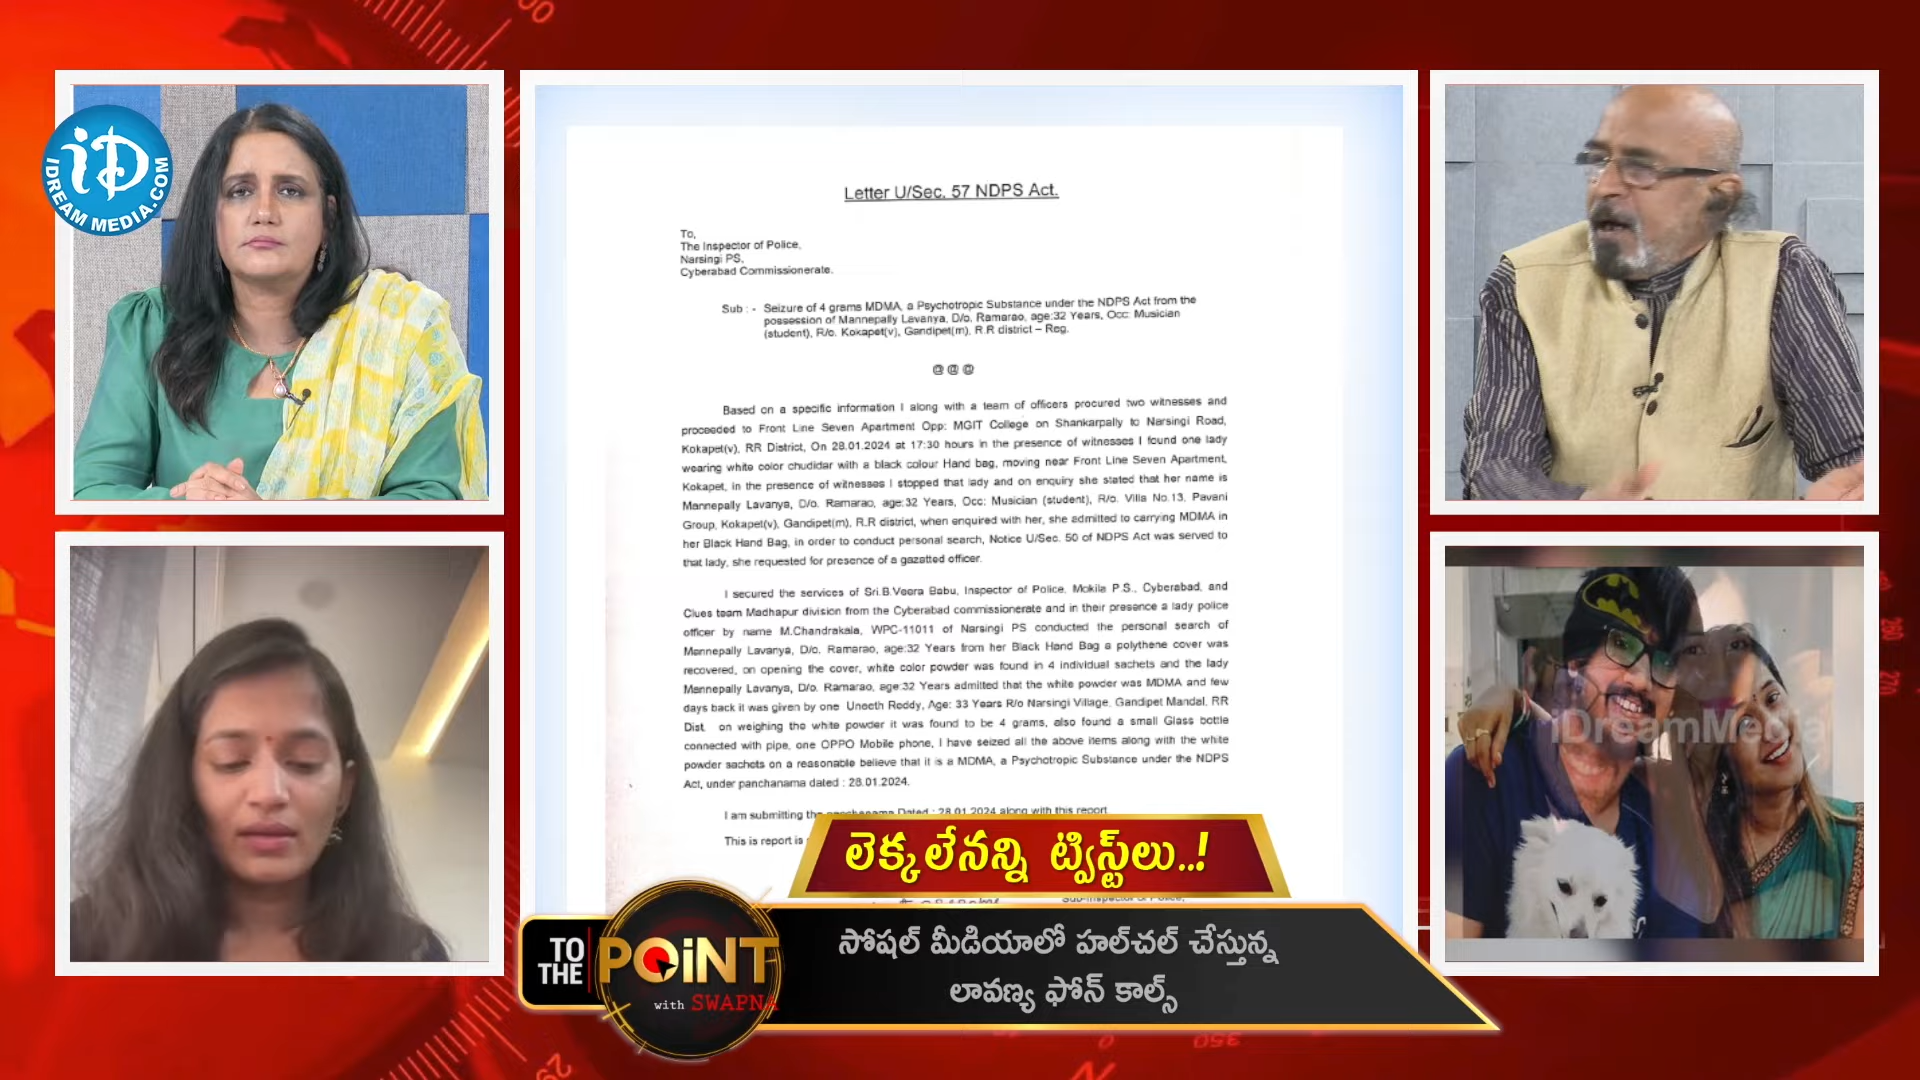 iD
IDREAM MEDIA.COM
Letter U/Sec. 57 NDPS Act.
To,
The Inspector of Police,
Narsingi PS,
Cyberabad Commissionerate.
Sub : - Seizure of 4 grams MDMA, a Psychotropic Substance under the NDPS Act from the
possession of Mannepally Lavanya, D/o. Ramarao, age:32 Years, Occ: Musician
(student), R/o. Kokapet(v), Gandipet(m), R.R district – Reg.
@@@
Based on a specific information I along with a team of officers procured two witnesses and
proceeded to Front Line Seven Apartment Opp: MGIT College on Shankarpally to Narsingi Road,
Kokapet(v), RR District, On 28.01.2024 at 17:30 hours in the presence of witnesses I found one lady
wearing white color chudidar with a black colour Hand bag, moving near Front Line Seven Apartment,
Kokapet, in the presence of witnesses I stopped that lady and on enquiry she stated that her name is
Mannepally Lavanya, D/o. Ramarao, age:32 Years, Occ: Musician (student), R/o. Villa No.13, Pavani
Group, Kokapet(v), Gandipet(m), R.R district, when enquired with her, she admitted to carrying MDMA in
her Black Hand Bag, in order to conduct personal search, Notice U/Sec. 50 of NDPS Act was served to
that lady, she requested for presence of a gazatted officer.
I secured the services of Sri.B.Veera Babu, Inspector of Police, Mokila P.S., Cyberabad, and
Clues team Madhapur division from the Cyberabad commissionerate and in their presence a lady police
officer by name M.Chandrakala, WPC-11011 of Narsingi PS conducted the personal search of
Mannepally Lavanya, D/o. Ramarao, age:32 Years from her Black Hand Bag a polythene cover was
recovered, on opening the cover, white color powder was found in 4 individual sachets and the lady
Mannepally Lavanya, D/o. Ramarao, age:32 Years admitted that the white powder was MDMA and few
days back it was given by one Uneeth Reddy, Age: 33 Years R/o Narsingi Village, Gandipet Mandal, RR
Dist. on weighing the white powder it was found to be 4 grams, also found a small Glass bottle
connected with pipe, one OPPO Mobile phone, I have seized all the above items along with the white
powder sachets on a reasonable believe that it is a MDMA, a Psychotropic Substance under the NDPS
Act, under panchanama dated : 28.01.2024.
I am submitting the panchanama Dated : 28.01.2024 along with this report
This is report is
Sub-Inspector of Police,
iDreamMedia
లెక్కలేనన్ని ట్విస్ట్‌లు..!
TO THE POiNT
with SWAPNA
సోషల్ మీడియాలో హల్‌చల్ చేస్తున్న
లావణ్య ఫోన్ కాల్స్